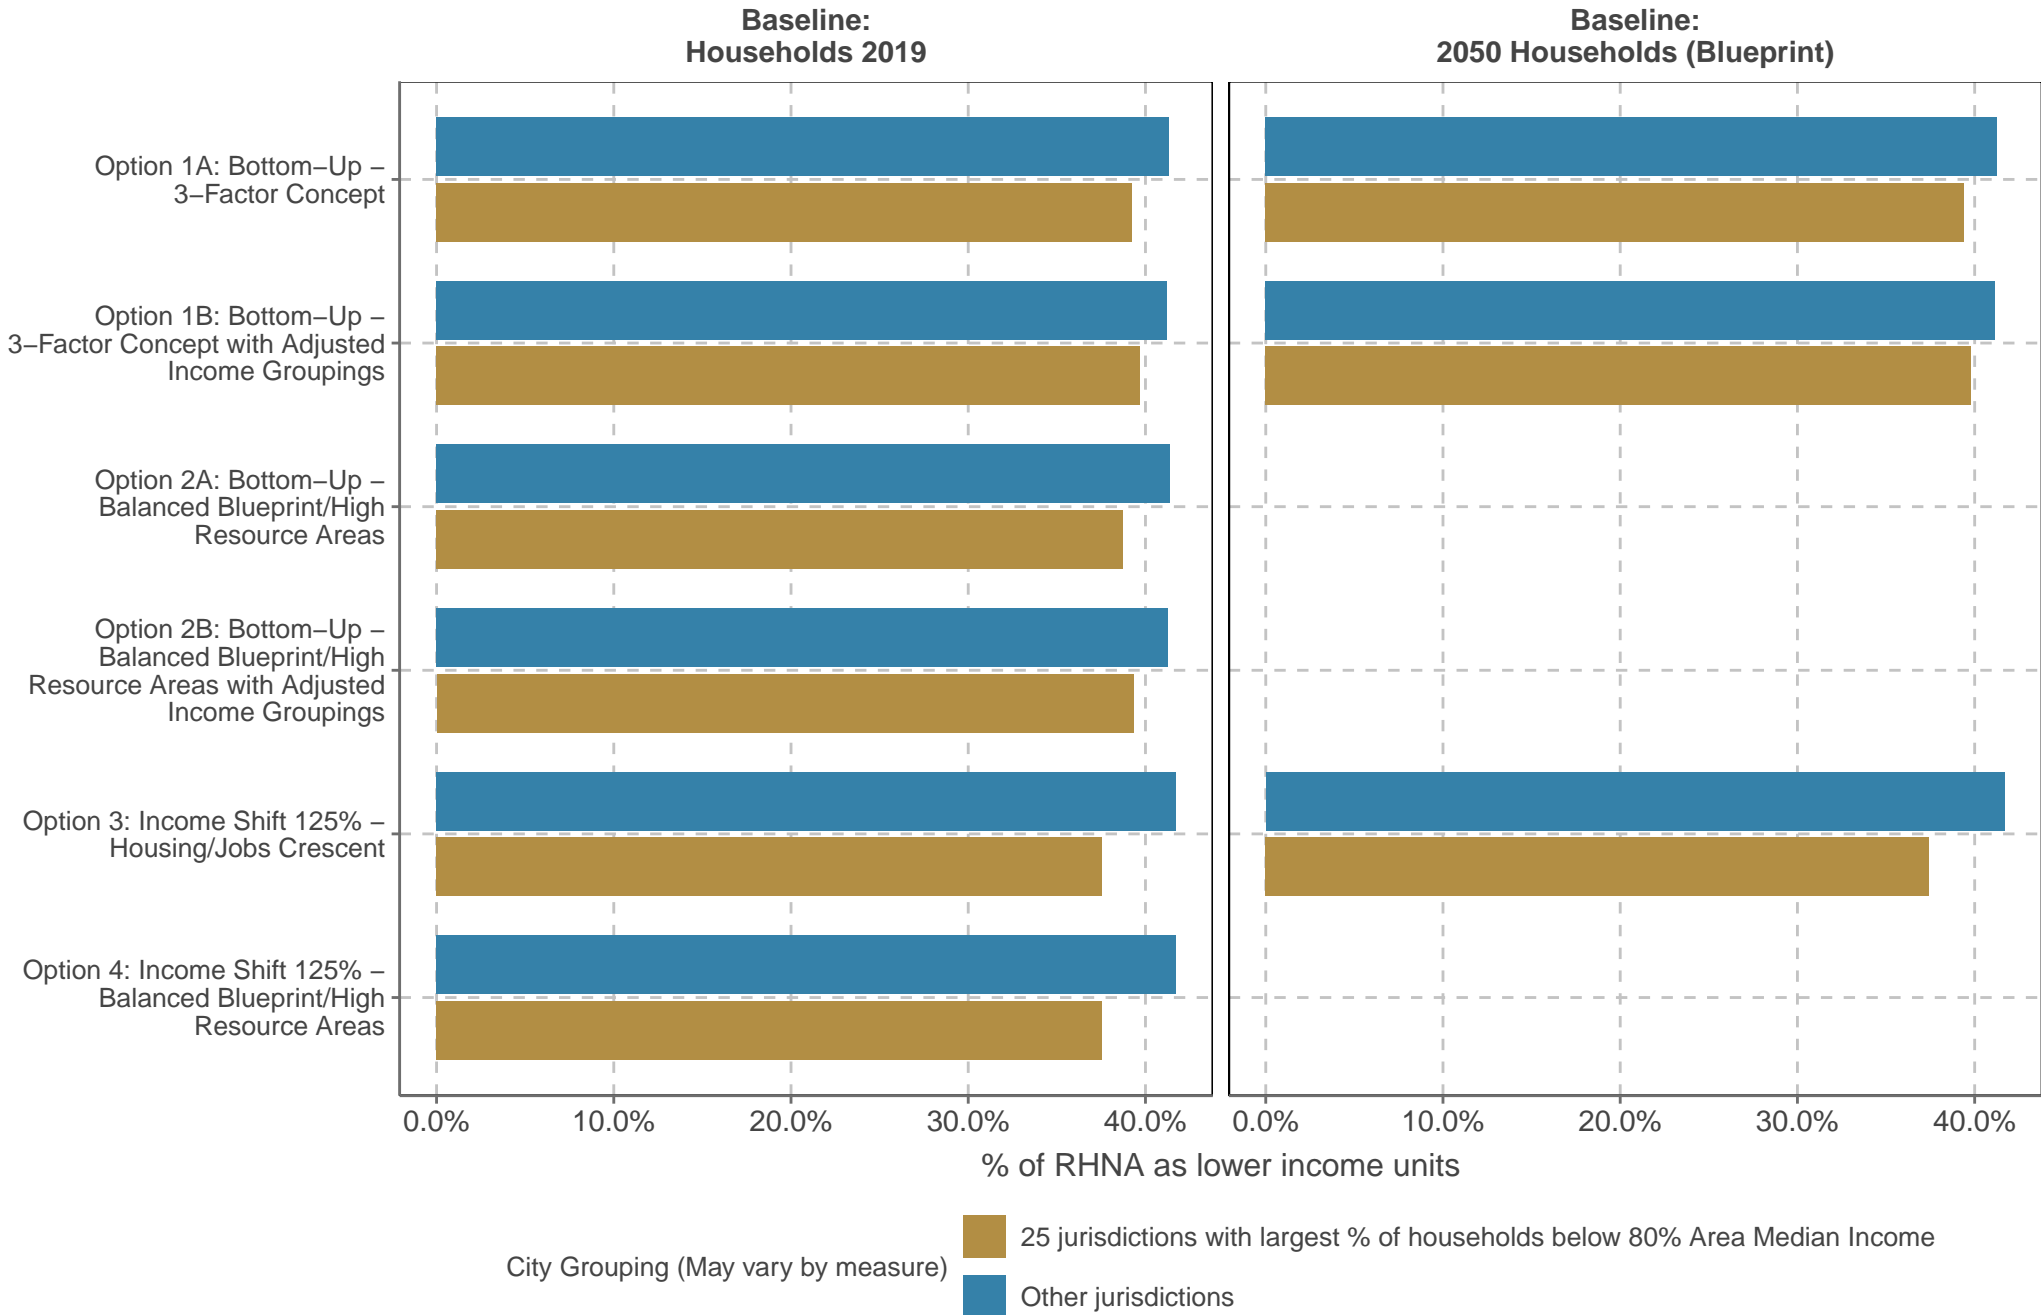 Baseline:
Households 2019
Baseline:
2050 Households (Blueprint)
Option 1A: Bottom−Up −
3−Factor Concept
Option 1B: Bottom−Up −
3−Factor Concept with Adjusted
Income Groupings
Option 2A: Bottom−Up −
Balanced Blueprint/High
Resource Areas
Option 2B: Bottom−Up −
Balanced Blueprint/High
Resource Areas with Adjusted
Income Groupings
Option 3: Income Shift 125% −
Housing/Jobs Crescent
Option 4: Income Shift 125% −
Balanced Blueprint/High
Resource Areas
0.0% 10.0% 20.0% 30.0% 40.0% 0.0% 10.0% 20.0% 30.0% 40.0%
% of RHNA as lower income units
City Grouping (May vary by measure)
25 jurisdictions with largest % of households below 80% Area Median Income
Other jurisdictions